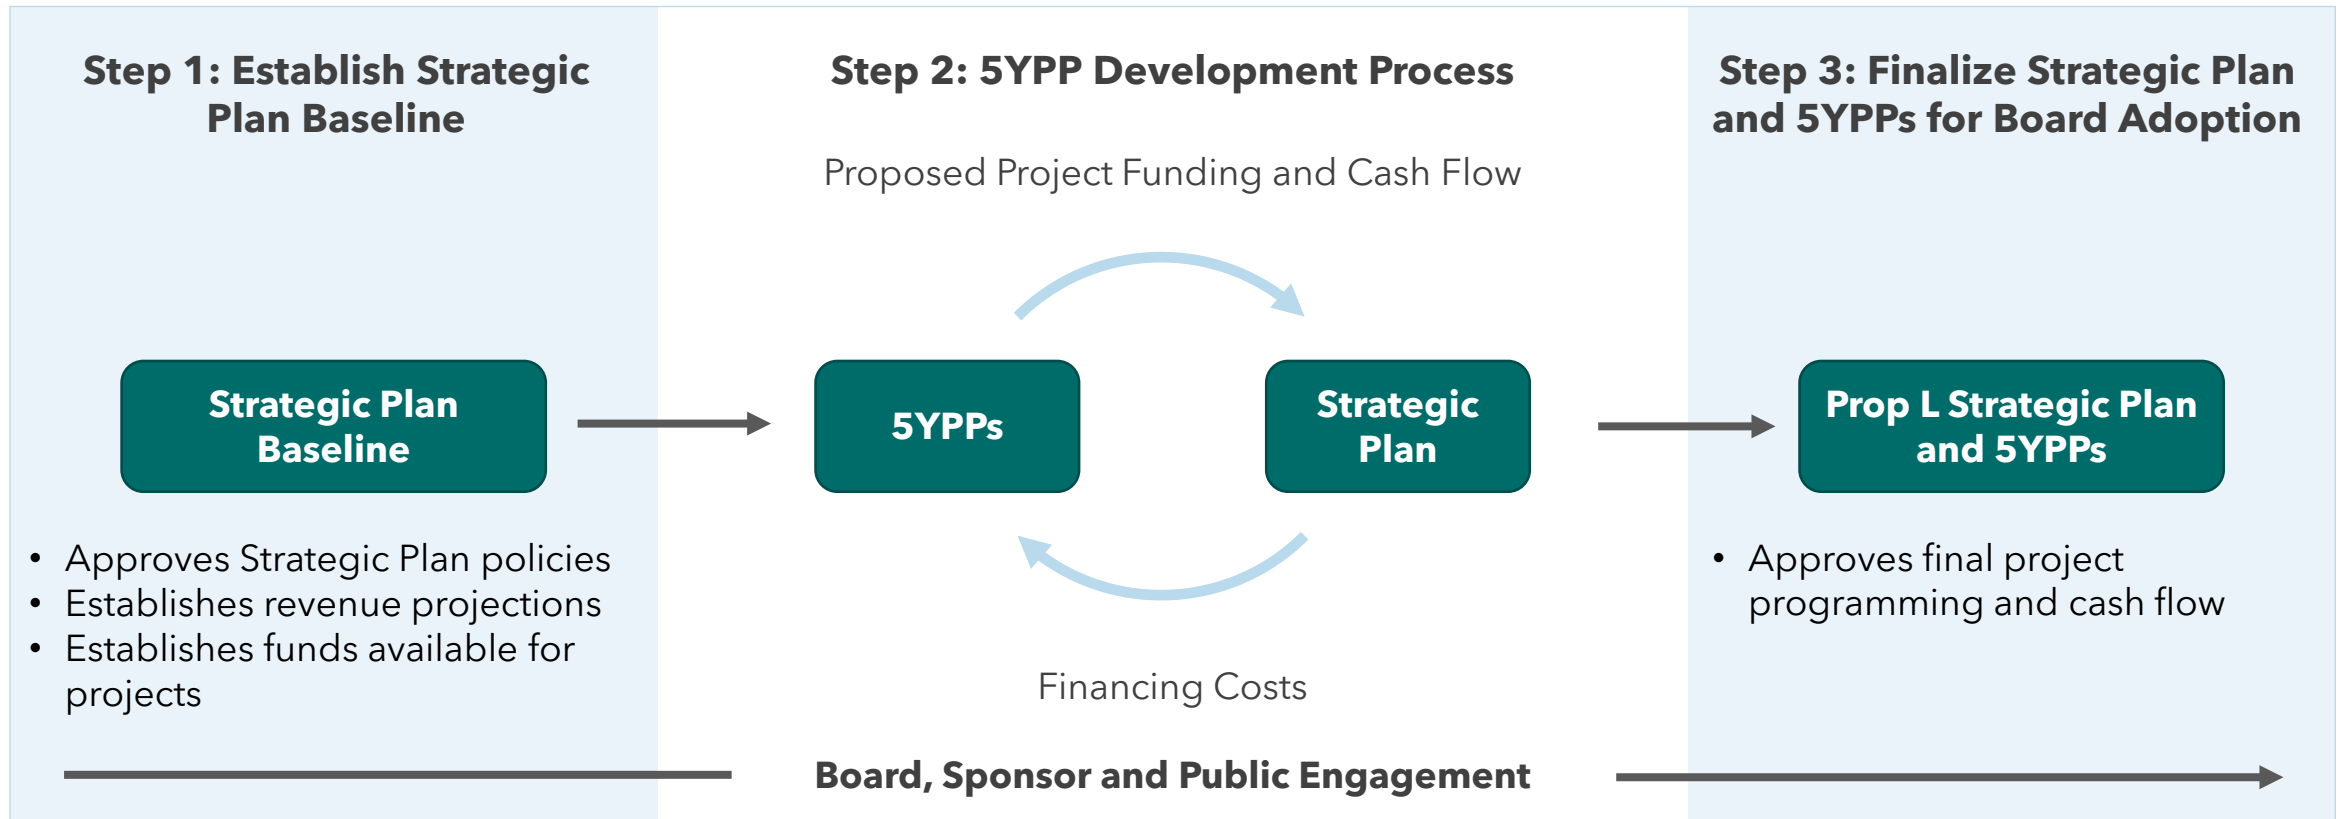 Step 1: Establish Strategic
Plan Baseline
Strategic Plan
Baseline
• Approves Strategic Plan policies
• Establishes revenue projections
• Establishes funds available for
projects
Step 2: 5YPP Development Process
Proposed Project Funding and Cash Flow
5YPPs
Strategic
Plan
Financing Costs
Step 3: Finalize Strategic Plan
and 5YPPs for Board Adoption
Prop L Strategic Plan
and 5YPPs
• Approves final project
programming and cash flow
Board, Sponsor and Public Engagement